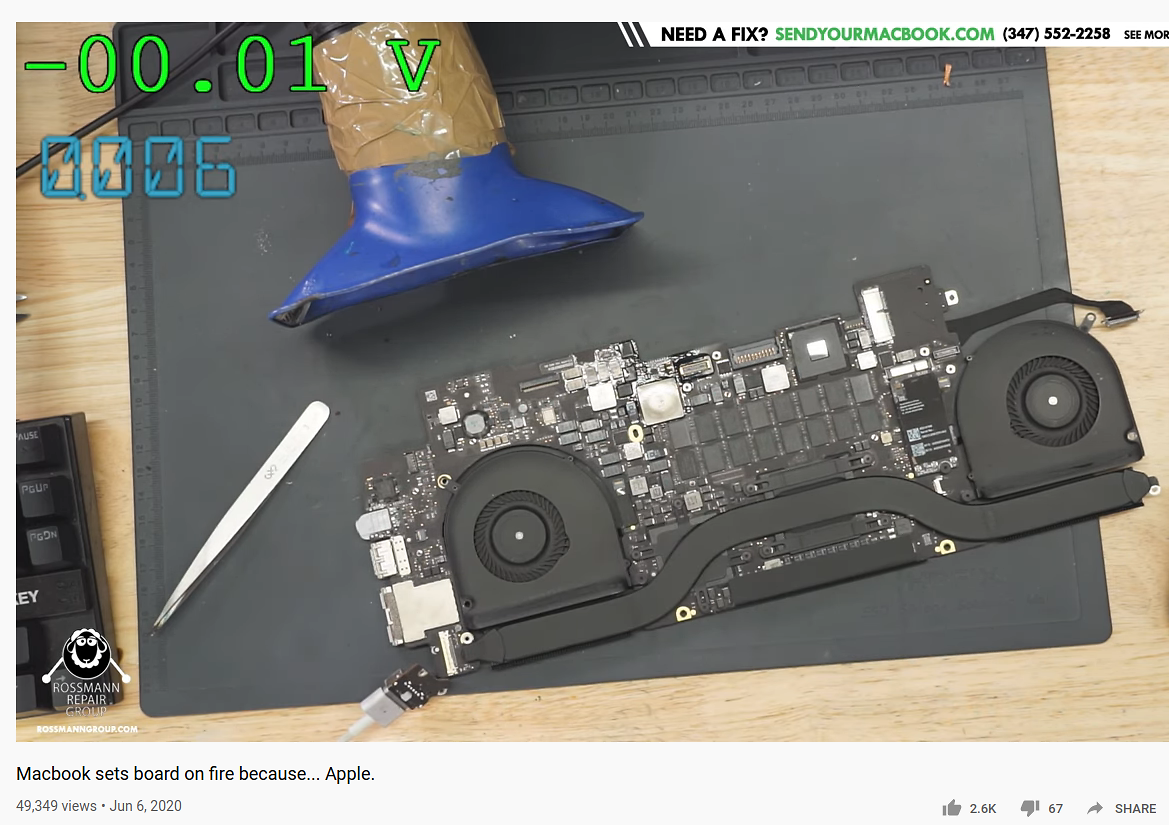 NEED A FIX? SENDYOURMACBOOK.COM (347) 552-2258 SEE MOR
-00.01 V
0.006
PAUSE
PGUP
PGDN
KEY
ROSSMANN
REPAIR
GROUP
ROSSMANNGROUP.COM
Macbook sets board on fire because... Apple.
49,349 views • Jun 6, 2020
2.6K
67
SHARE